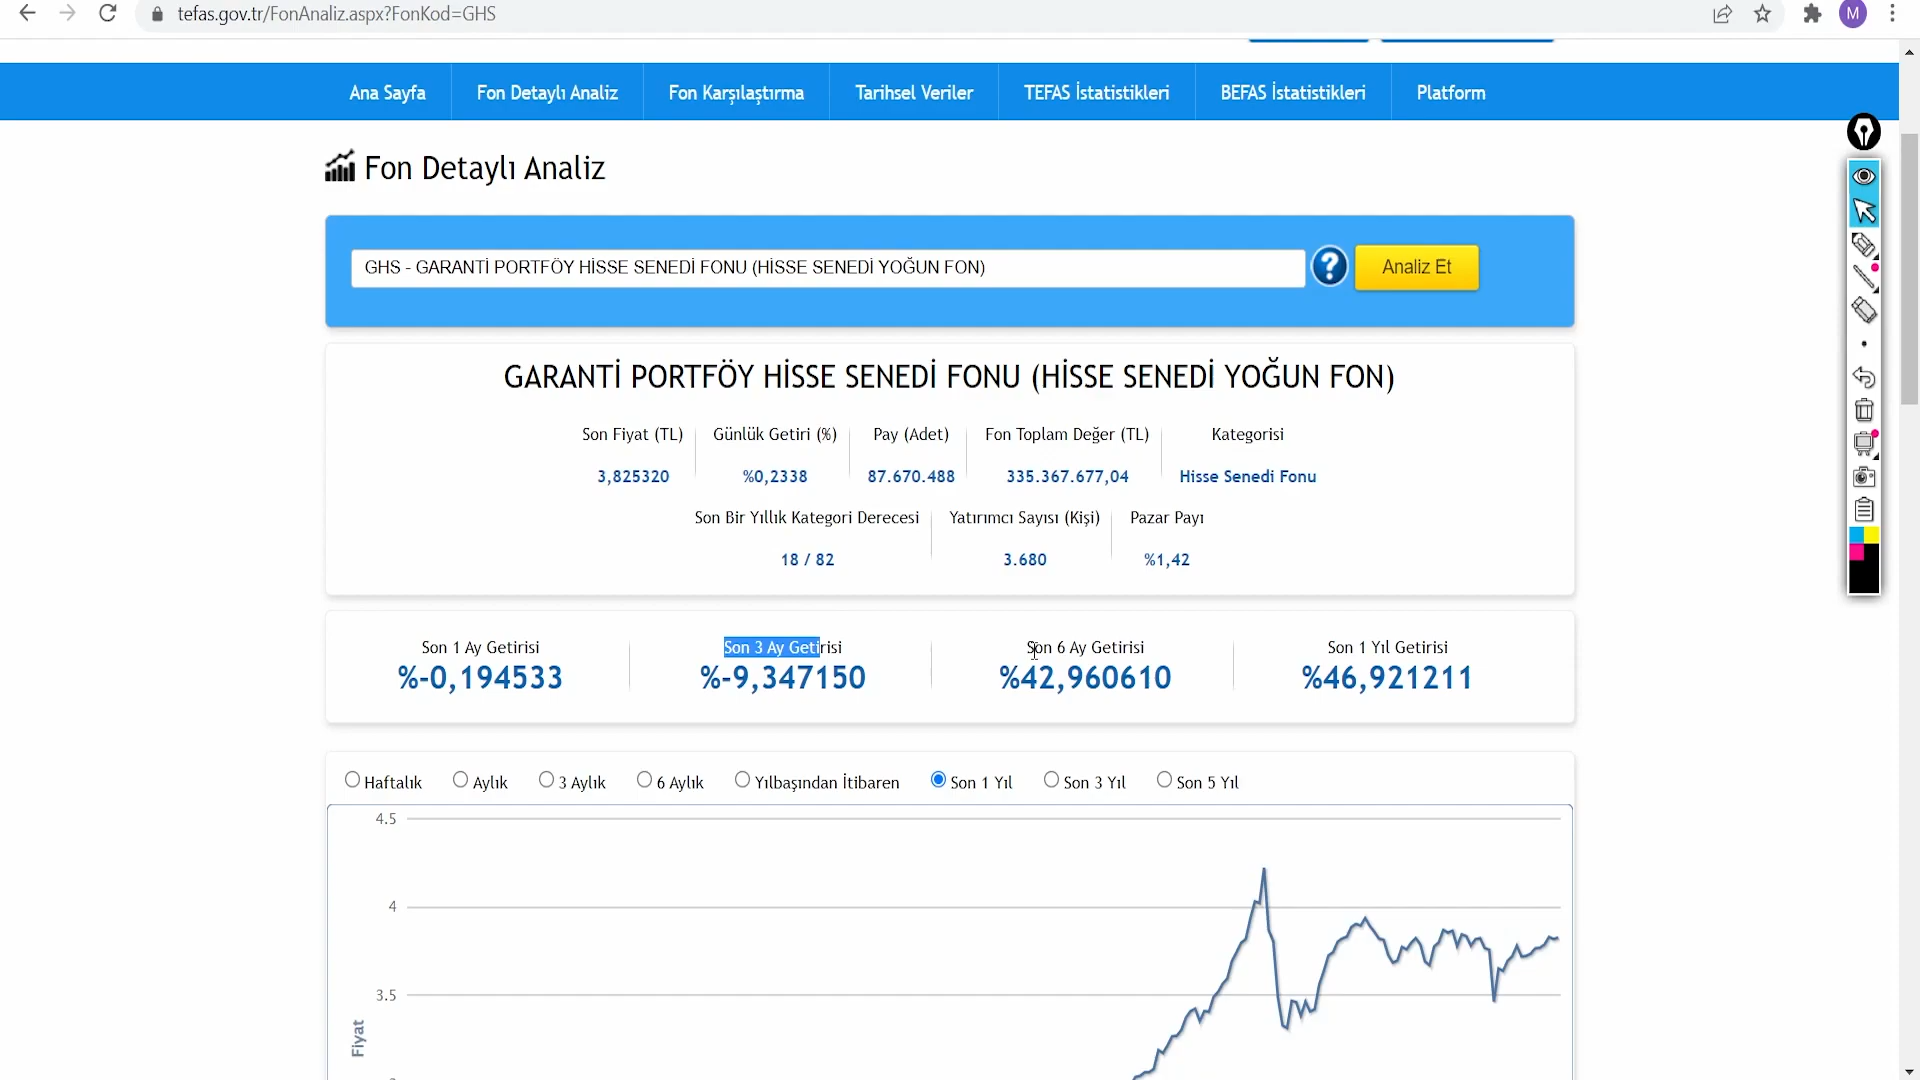 tefas.gov.tr/FonAnaliz.aspx?FonKod=GHS
M
Ana Sayfa
Fon Detaylı Analiz
Fon Karşılaştırma
Tarihsel Veriler
TEFAS İstatistikleri
BEFAS İstatistikleri
Platform
Fon Detaylı Analiz
GHS - GARANTİ PORTFÖY HİSSE SENEDİ FONU (HİSSE SENEDİ YOĞUN FON)
?
Analiz Et
GARANTİ PORTFÖY HİSSE SENEDİ FONU (HİSSE SENEDİ YOĞUN FON)
Son Fiyat (TL)
3,825320
Günlük Getiri (%)
%0,2338
Pay (Adet)
87.670.488
Fon Toplam Değer (TL)
335.367.677,04
Kategorisi
Hisse Senedi Fonu
Son Bir Yıllık Kategori Derecesi
18 / 82
Yatırımcı Sayısı (Kişi)
3.680
Pazar Payı
%1,42
Son 1 Ay Getirisi
%-0,194533
Son 3 Ay Getirisi
%-9,347150
Son 6 Ay Getirisi
%42,960610
Son 1 Yıl Getirisi
%46,921211
Haftalık
Aylık
3 Aylık
6 Aylık
Yılbaşından İtibaren
Son 1 Yıl
Son 3 Yıl
Son 5 Yıl
4.5
4
3.5
Fiyat